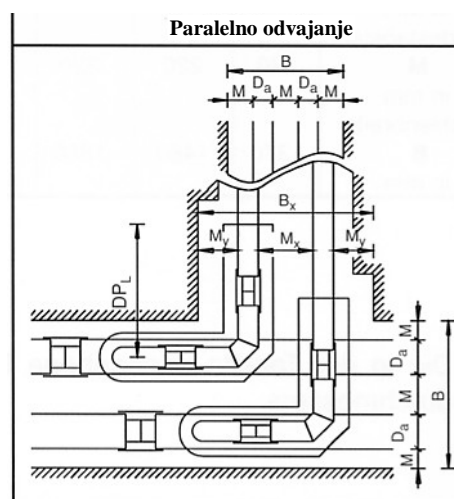 Paralelno odvajanje
B
M Da M Da M
Bx
My Mx My
DPL
M
Da
M
Da
M
B